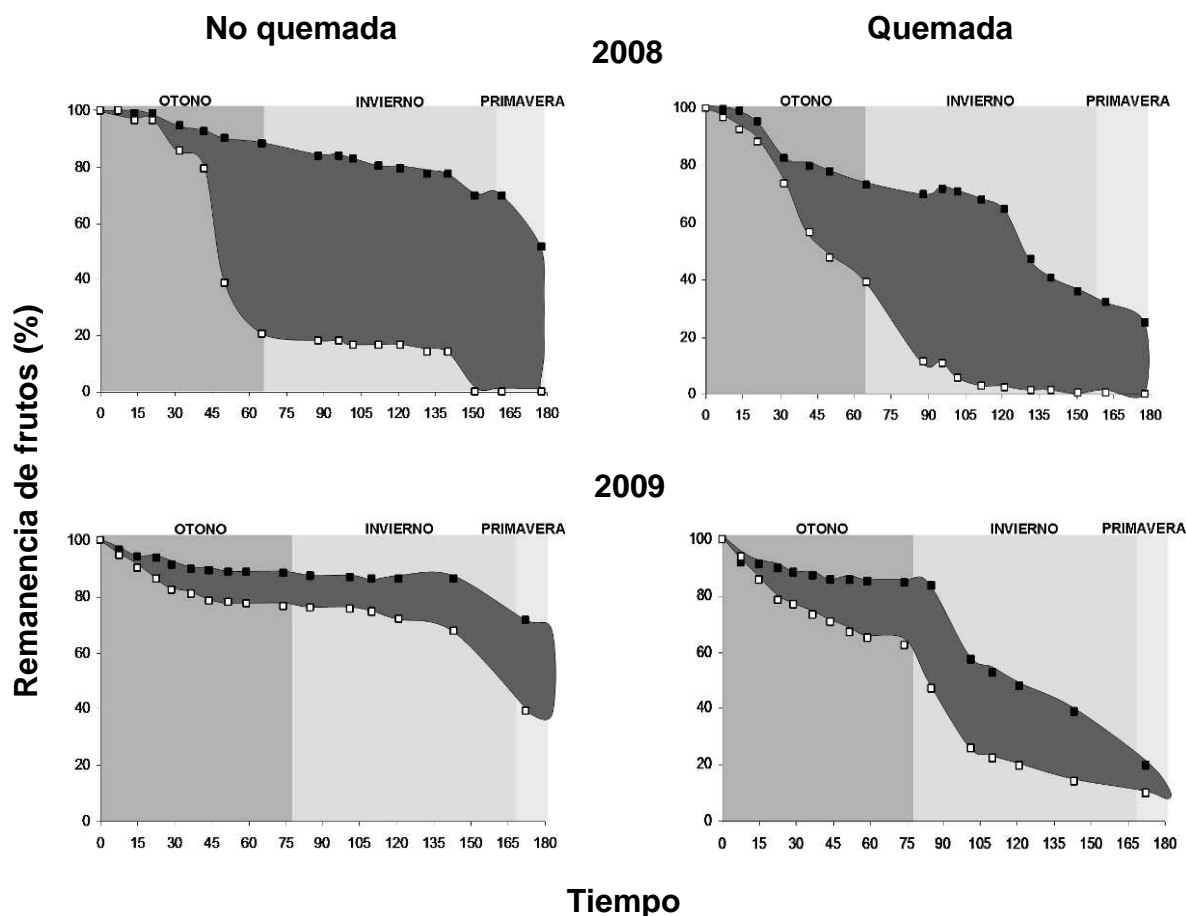 No quemada
Quemada
2008
OTONO INVIERNO PRIMAVERA
100
80
60
40
20
0
0 15 30 45 60 75 90 105 120 135 150 165 180
OTONO INVIERNO PRIMAVERA
100
80
60
40
20
0
0 15 30 45 60 75 90 105 120 135 150 165 180
Remanencia de frutos (%)
2009
OTONO INVIERNO PRIMAVERA
100
80
60
40
20
0
0 15 30 45 60 75 90 105 120 135 150 165 180
OTONO INVIERNO PRIMAVERA
100
80
60
40
20
0
0 15 30 45 60 75 90 105 120 135 150 165 180
Tiempo